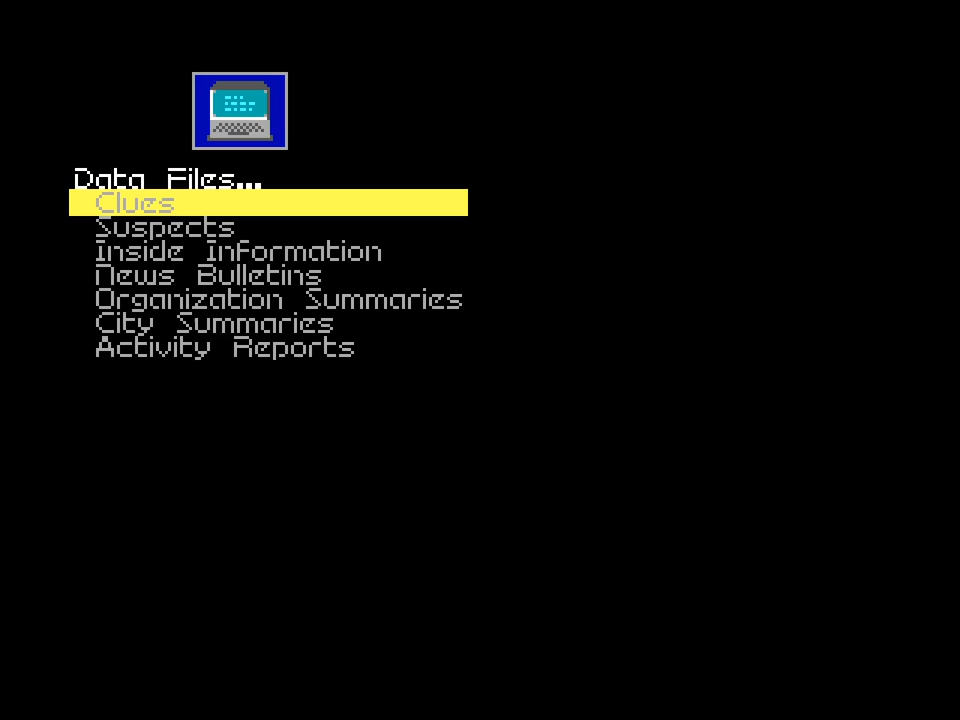 Data Files...
Clues
Suspects
Inside Information
News Bulletins
Organization Summaries
City Summaries
Activity Reports